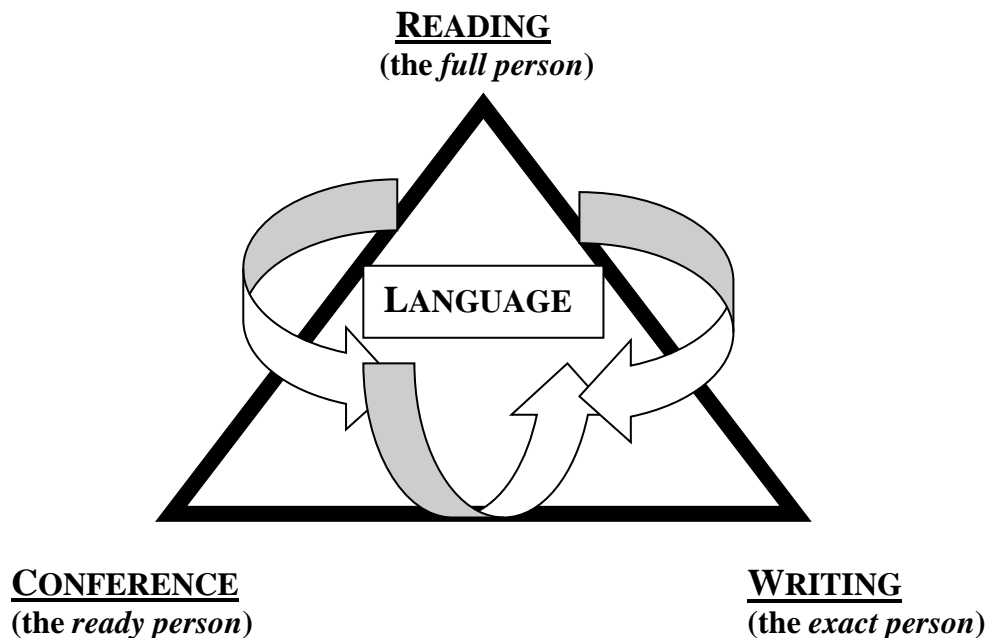 READING
(the full person)
LANGUAGE
CONFERENCE
(the ready person)
WRITING
(the exact person)